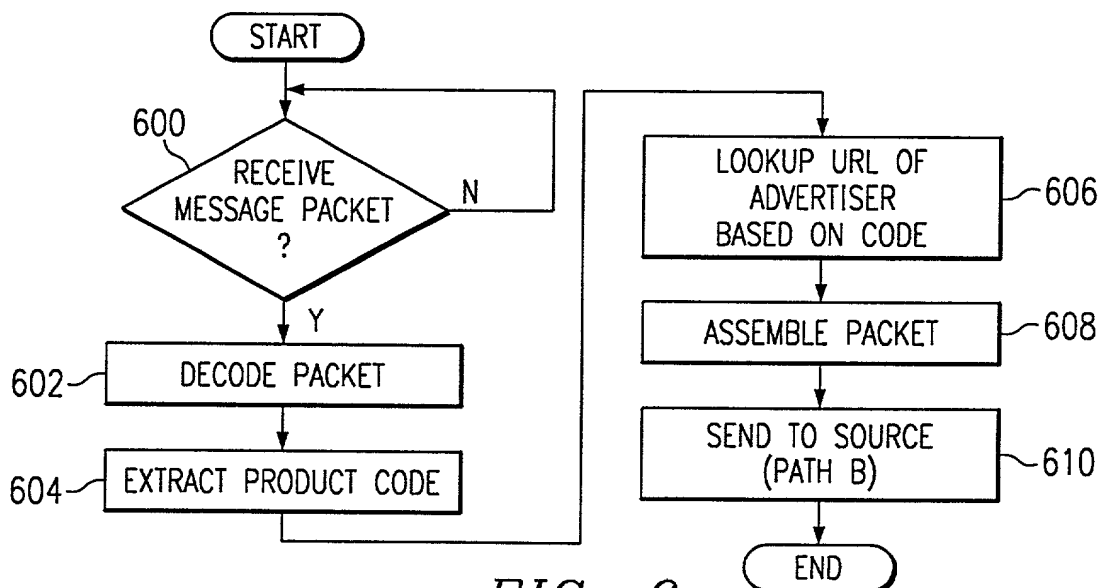 START
600
RECEIVE
MESSAGE PACKET
?
N
Y
602
DECODE PACKET
604
EXTRACT PRODUCT CODE
LOOKUP URL OF
ADVERTISER
BASED ON CODE
606
ASSEMBLE PACKET
608
SEND TO SOURCE
(PATH B)
610
END
FIG.